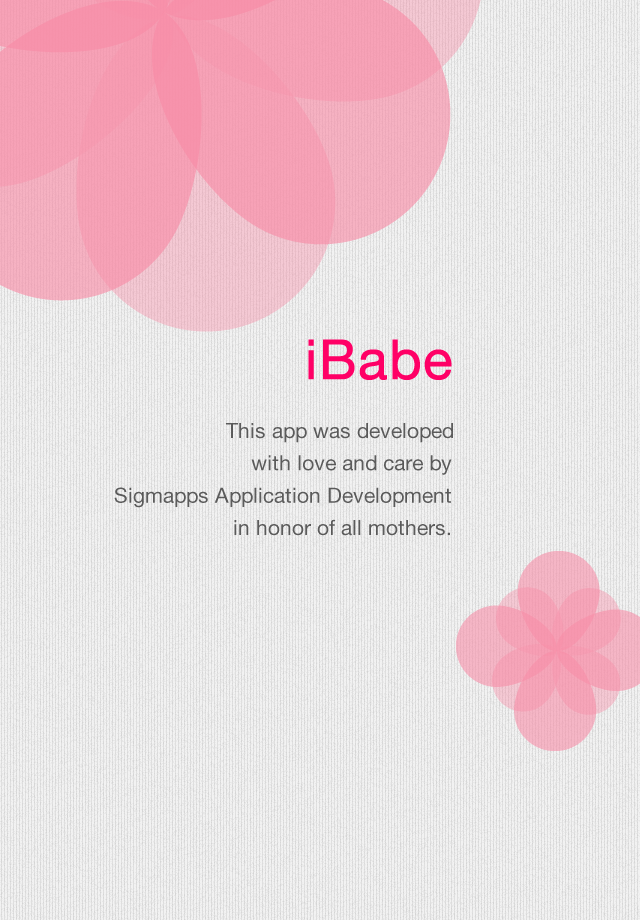 iBabe
This app was developed
with love and care by
Sigmapps Application Development
in honor of all mothers.